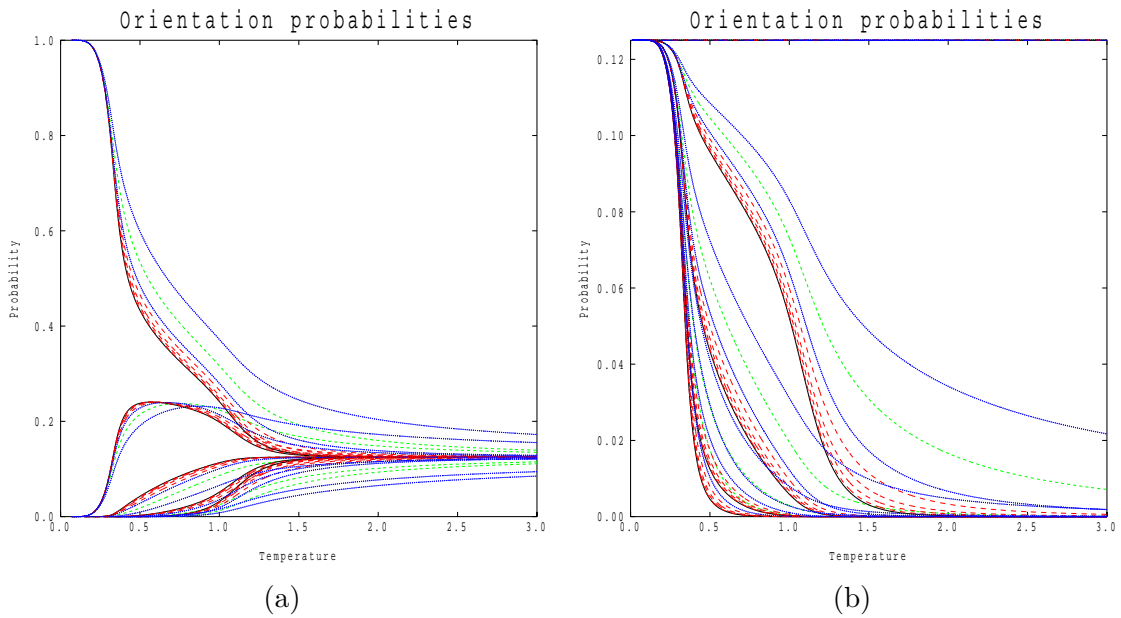 Orientation probabilities
1.0
0.8
0.6
0.4
0.2
0.0
Probability
0.0 0.5 1.0 1.5 2.0 2.5 3.0
Temperature
(a)
Orientation probabilities
0.12
0.10
0.08
0.06
0.04
0.02
0.00
Probability
0.0 0.5 1.0 1.5 2.0 2.5 3.0
Temperature
(b)